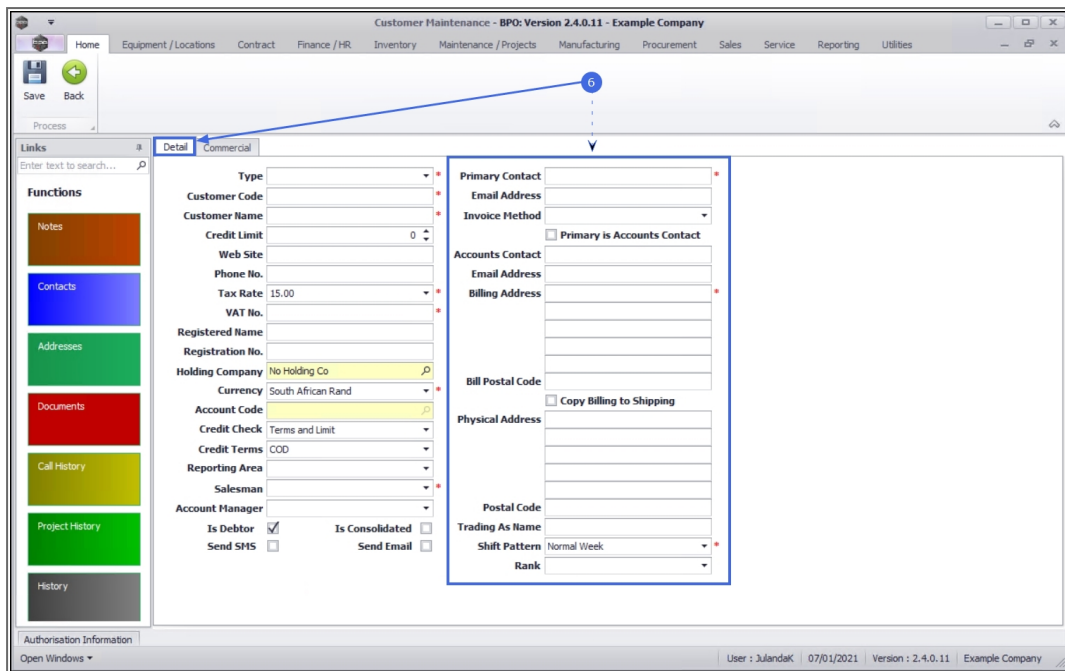 Customer Maintenance - BPO: Version 2.4.0.11 - Example Company
Home Equipment / Locations Contract Finance / HR Inventory Maintenance / Projects Manufacturing Procurement Sales Service Reporting Utilities
Save Back
Process
6
Links
Enter text to search...
Functions
Notes
Contacts
Addresses
Documents
Call History
Project History
History
Detail Commercial
Type *
Customer Code *
Customer Name *
Credit Limit 0
Web Site
Phone No.
Tax Rate 15.00 *
VAT No. *
Registered Name
Registration No.
Holding Company No Holding Co
Currency South African Rand *
Account Code
Credit Check Terms and Limit
Credit Terms COD
Reporting Area
Salesman *
Account Manager
Is Debtor Is Consolidated
Send SMS Send Email
Primary Contact *
Email Address
Invoice Method
Primary is Accounts Contact
Accounts Contact
Email Address
Billing Address *
Bill Postal Code
Copy Billing to Shipping
Physical Address
Postal Code
Trading As Name
Shift Pattern Normal Week *
Rank
Authorisation Information
Open Windows User : JulandaK 07/01/2021 Version : 2.4.0.11 Example Company